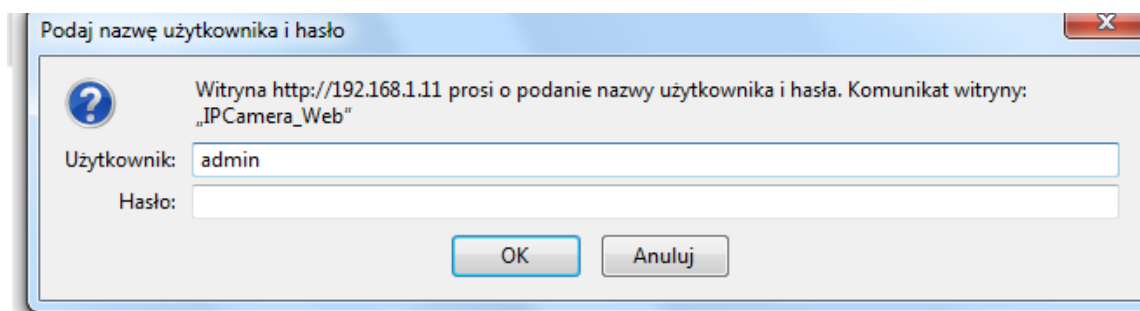 Podaj nazwę użytkownika i hasło
Witryna http://192.168.1.11 prosi o podanie nazwy użytkownika i hasła. Komunikat witryny:
„IPCamera_Web”
Użytkownik: admin
Hasło:
OK Anuluj